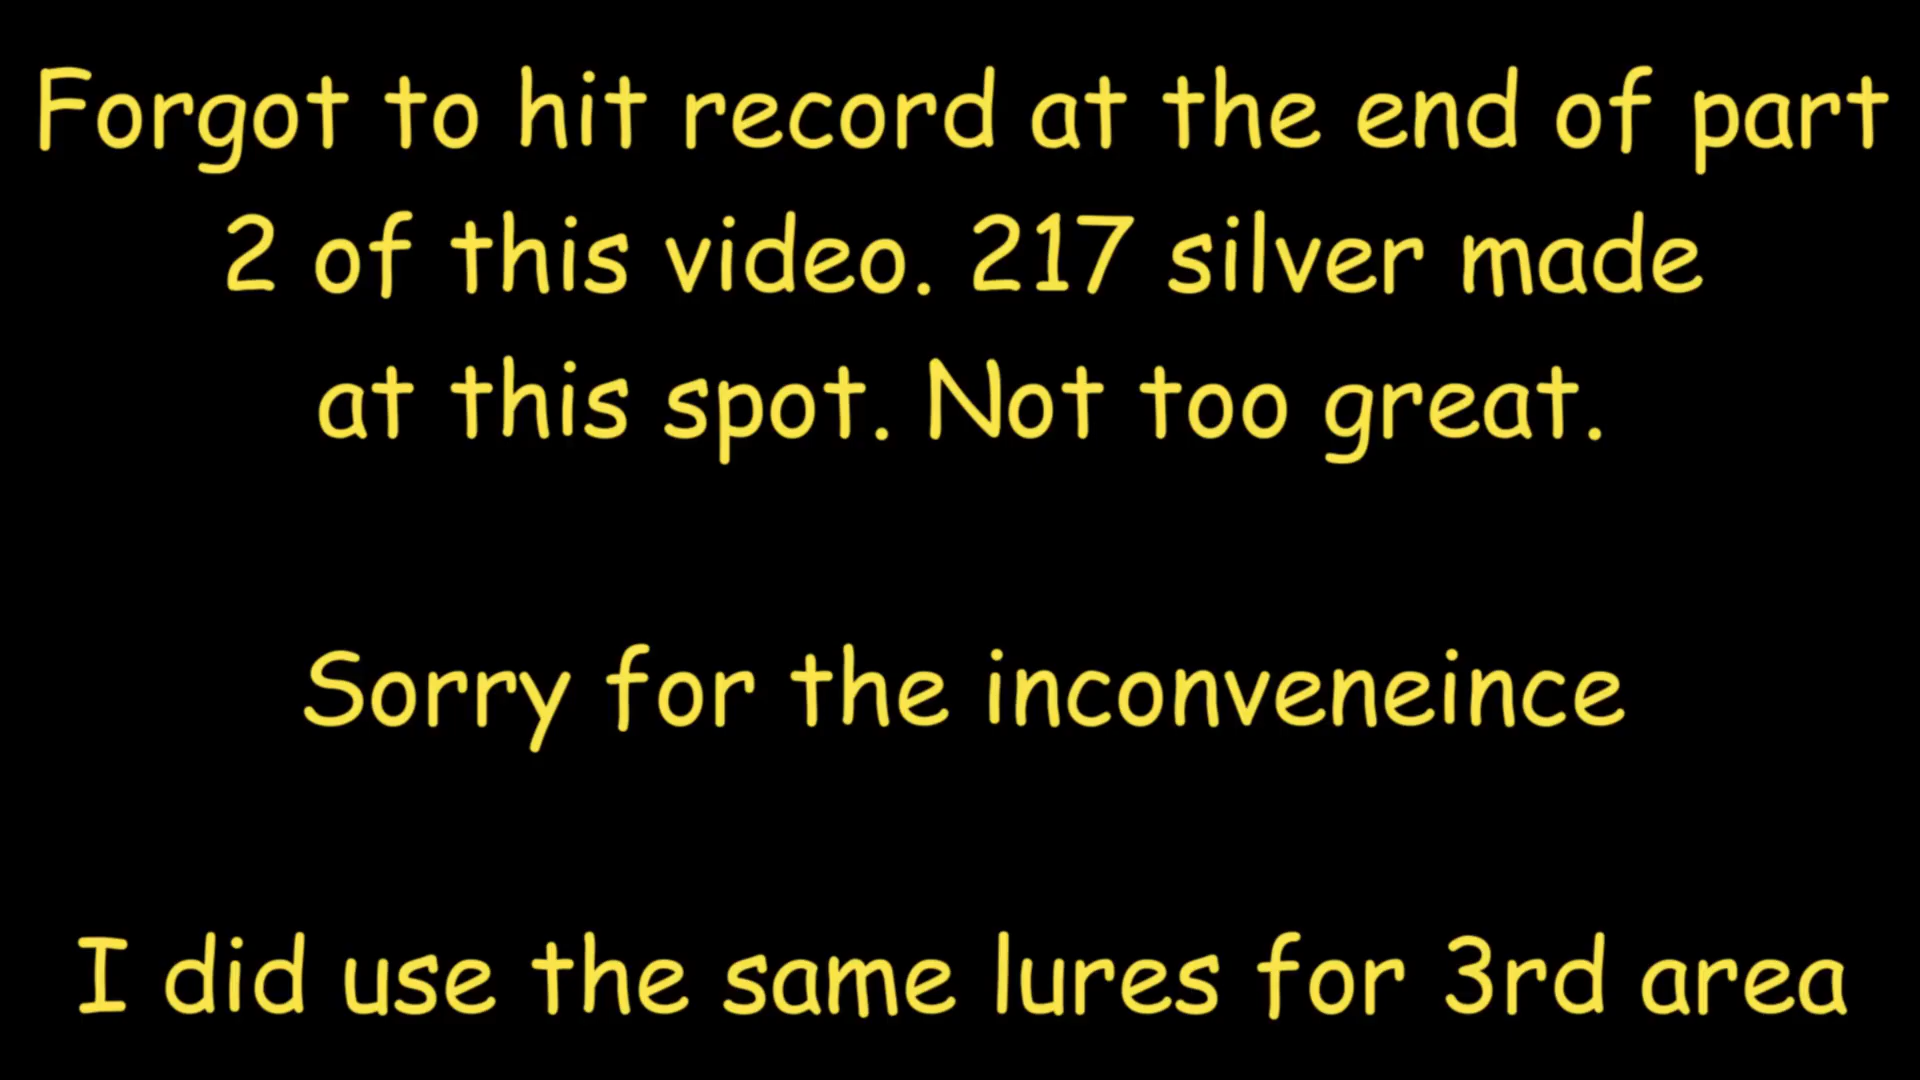 Forgot to hit record at the end of part
2 of this video. 217 silver made
at this spot. Not too great.
Sorry for the inconveneince
I did use the same lures for 3rd area